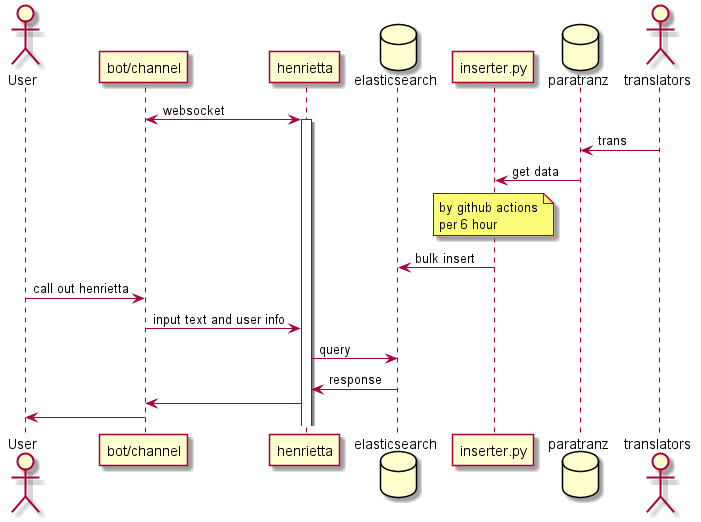 User
bot/channel
henrietta
elasticsearch
inserter.py
paratranz
translators
websocket
trans
get data
by github actions
per 6 hour
bulk insert
call out henrietta
input text and user info
query
response
User
bot/channel
henrietta
elasticsearch
inserter.py
paratranz
translators